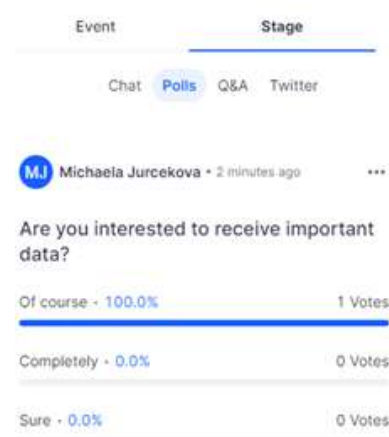 Event Stage
Chat Polls Q&A Twitter
MJ Michaela Jurcekova • 2 minutes ago •••
Are you interested to receive important
data?
Of course - 100.0% 1 Votes
Completely - 0.0% 0 Votes
Sure - 0.0% 0 Votes